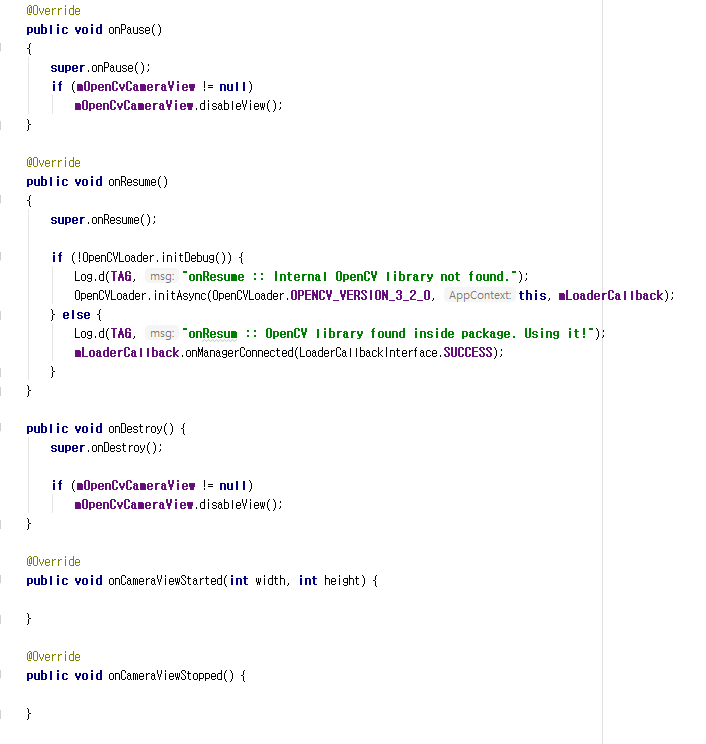 @Override
public void onPause()
{
super.onPause();
if (mOpenCvCameraView != null)
mOpenCvCameraView.disableView();
}
@Override
public void onResume()
{
super.onResume();
if (!OpenCVLoader.initDebug()) {
Log.d(TAG, msg: "onResume :: Internal OpenCV library not found.");
OpenCVLoader.initAsync(OpenCVLoader.OPENCV_VERSION_3_2_0, AppContext: this, mLoaderCallback);
} else {
Log.d(TAG, msg: "onResum :: OpenCV library found inside package. Using it!");
mLoaderCallback.onManagerConnected(LoaderCallbackInterface.SUCCESS);
}
}
public void onDestroy() {
super.onDestroy();
if (mOpenCvCameraView != null)
mOpenCvCameraView.disableView();
}
@Override
public void onCameraViewStarted(int width, int height) {
}
@Override
public void onCameraViewStopped() {
}